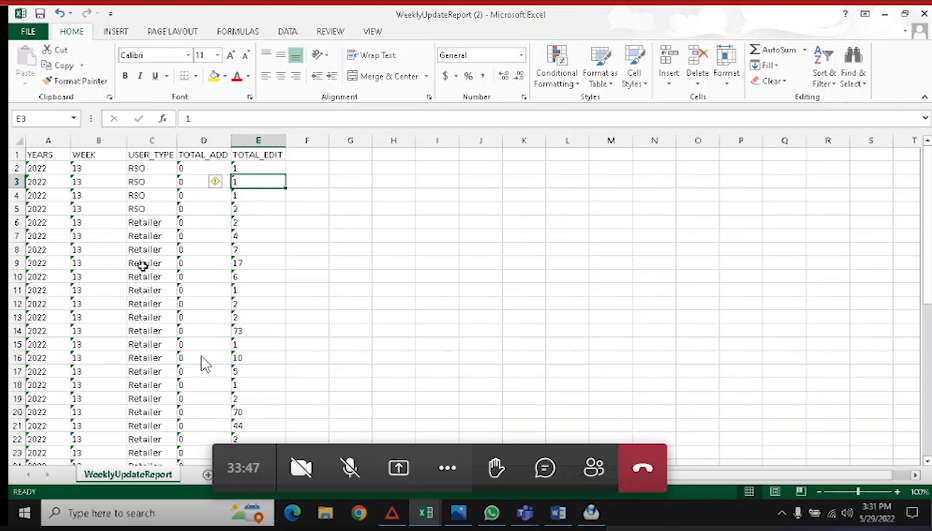 WeeklyUpdateReport (2) - Microsoft Excel
FILE HOME INSERT PAGE LAYOUT FORMULAS DATA REVIEW VIEW
Cut
Copy
Format Painter
Paste
Clipboard
Calibri 11
B I U
Font
Wrap Text
Merge & Center
Alignment
General
$ % ,
Number
Conditional Formatting
Format as Table
Cell Styles
Styles
Insert Delete Format
Cells
AutoSum
Fill
Clear
Sort & Filter
Find & Select
Editing
E3 fx 1
A B C D E F G H I J K L M N O P Q R S T
1 YEARS WEEK USER_TYPE TOTAL_ADD TOTAL_EDIT
2 2022 13 RSO 0 1
3 2022 13 RSO 0 1
4 2022 13 RSO 0 1
5 2022 13 RSO 0 2
6 2022 13 Retailer 0 2
7 2022 13 Retailer 0 4
8 2022 13 Retailer 0 7
9 2022 13 Retailer 0 17
10 2022 13 Retailer 0 6
11 2022 13 Retailer 0 1
12 2022 13 Retailer 0 2
13 2022 13 Retailer 0 2
14 2022 13 Retailer 0 73
15 2022 13 Retailer 0 1
16 2022 13 Retailer 0 10
17 2022 13 Retailer 0 5
18 2022 13 Retailer 0 1
19 2022 13 Retailer 0 2
20 2022 13 Retailer 0 70
21 2022 13 Retailer 0 44
22 2022 13 Retailer 0 2
23 2022 13 Retailer 0
33:47
WeeklyUpdateReport
READY
100%
Type here to search
3:31 PM
5/29/2022